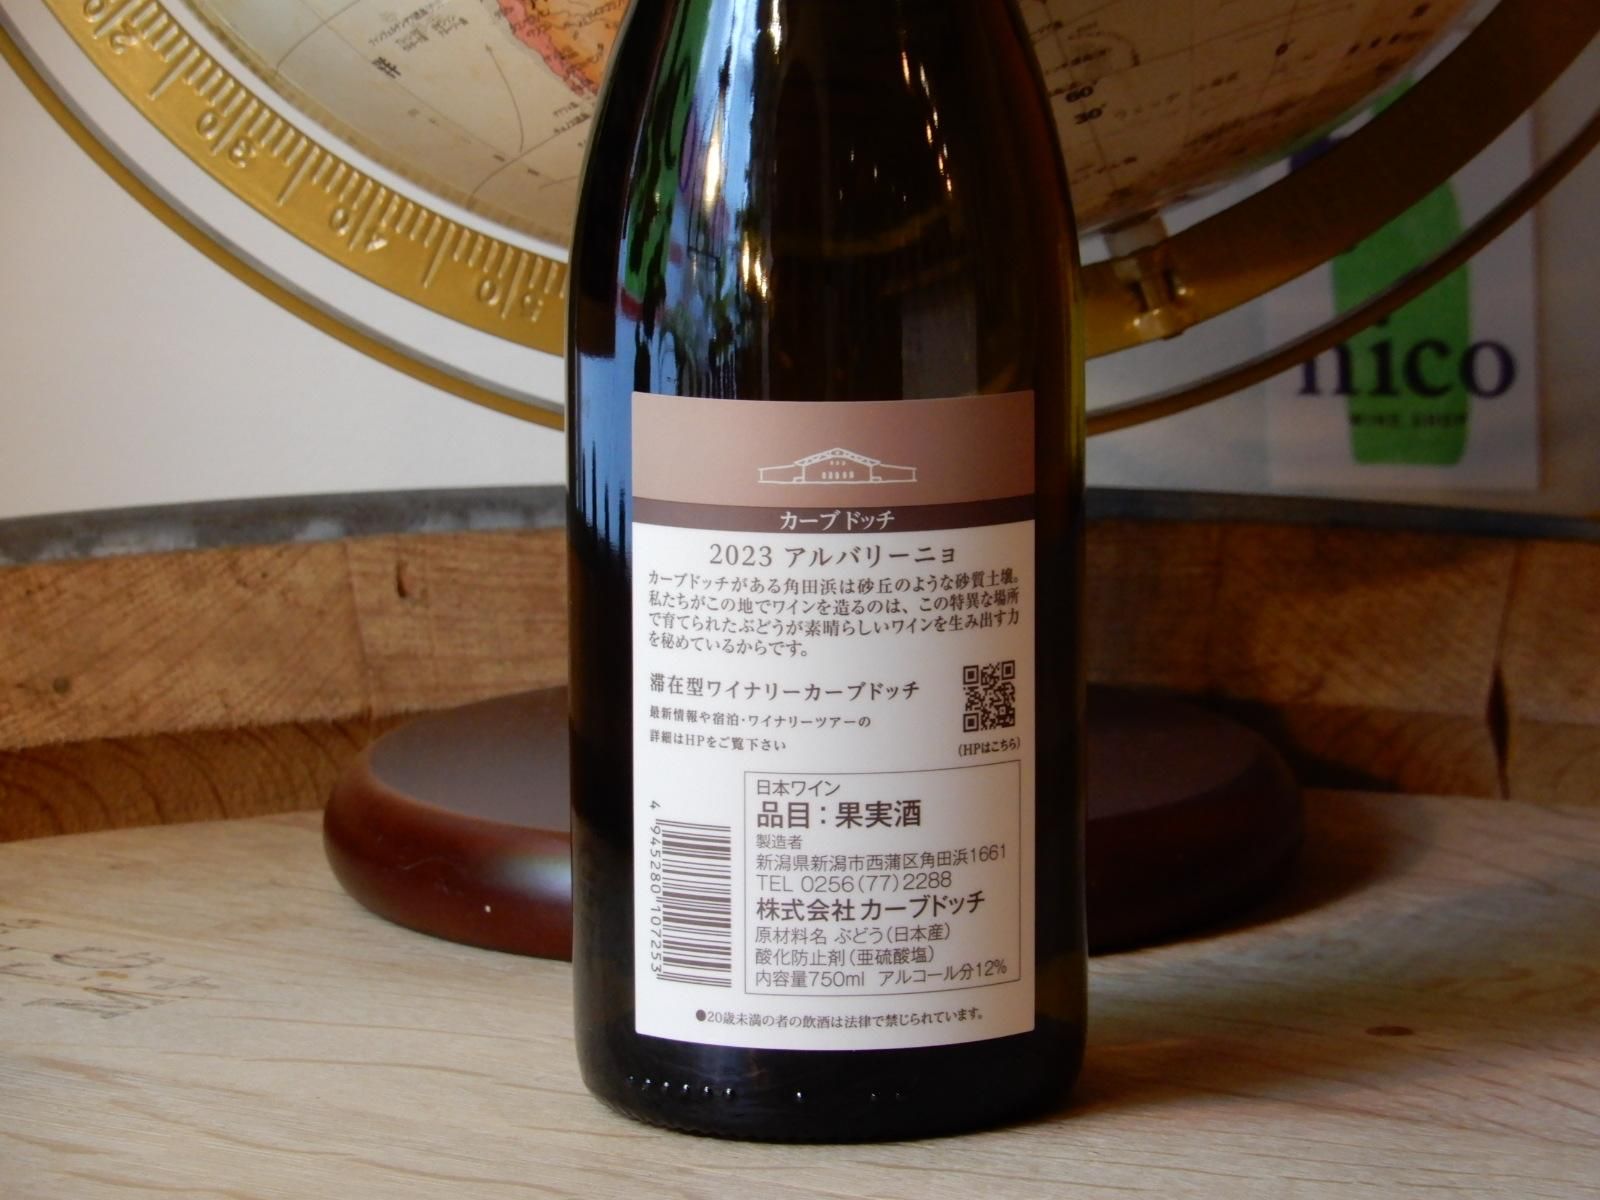 20
30
40
50
60°
30°
nico
WINE SHOP
カーブドッチ
2023 アルバリーニョ
カーブドッチがある角田浜は砂丘のような砂質土壌。
私たちがこの地でワインを造るのは、この特異な場所
で育てられたぶどうが素晴らしいワインを生み出す力
を秘めているからです。
滞在型ワイナリーカーブドッチ
最新情報や宿泊・ワイナリーツアーの
詳細はHPをご覧下さい
(HPはこちら)
日本ワイン
品目：果実酒
製造者
新潟県新潟市西蒲区角田浜1661
TEL 0256(77)2288
株式会社カーブドッチ
原材料名 ぶどう(日本産)
酸化防止剤(亜硫酸塩)
内容量750ml アルコール分12%
4 945280 107253
●20歳未満の者の飲酒は法律で禁じられています。